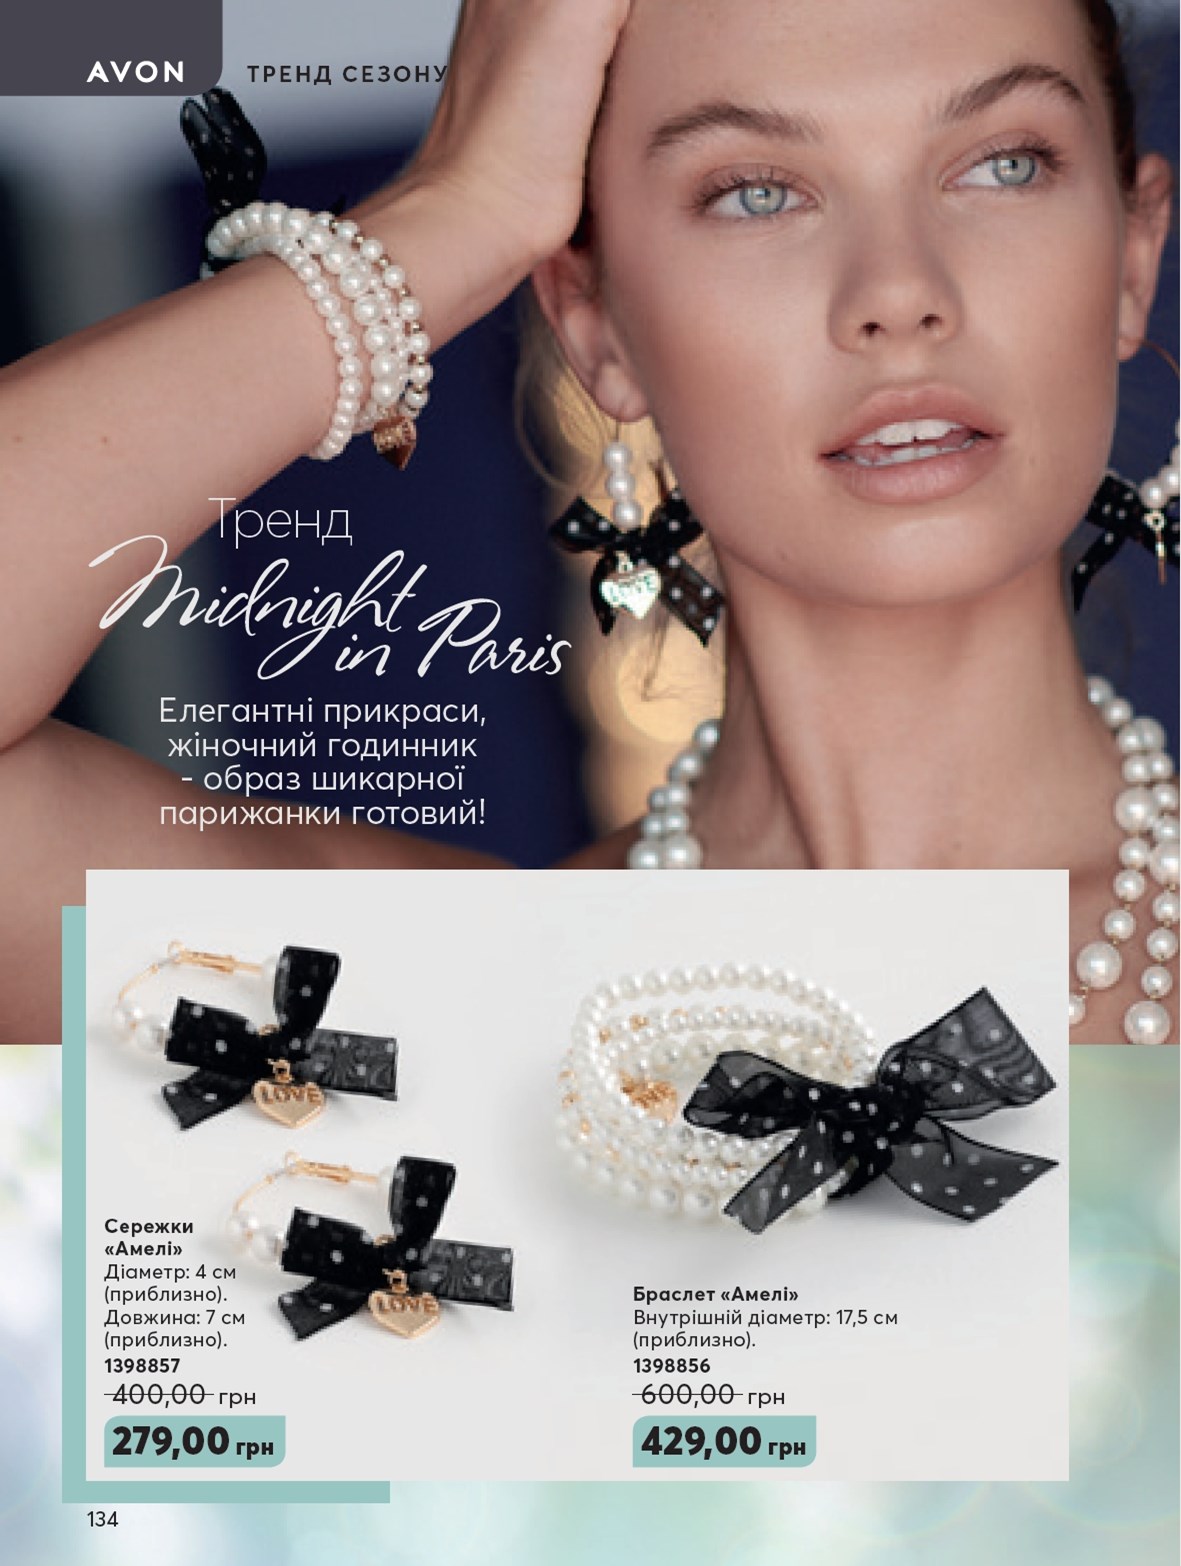 AVON
ТРЕНД СЕЗОНУ
Тренд
Midnight
in Paris
Елегантні прикраси,
жіночний годинник
- образ шикарної
парижанки готовий!
LOVE
LOVE
LOVE
Сережки
«Амелі»
Діаметр: 4 см
(приблизно).
Довжина: 7 см
(приблизно).
1398857
400,00 грн
279,00 грн
Браслет «Амелі»
Внутрішній діаметр: 17,5 см
(приблизно).
1398856
600,00 грн
429,00 грн
134